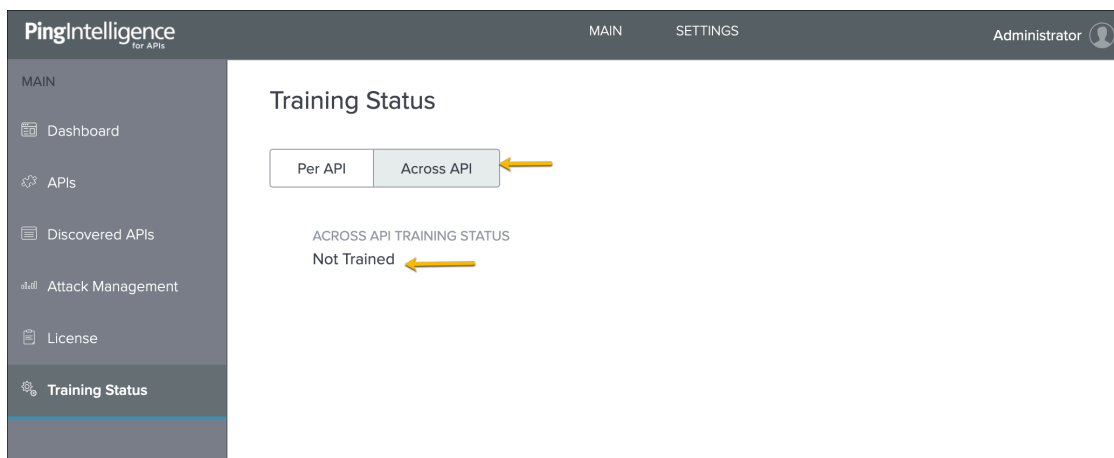 PingIntelligence
for APIs
MAIN SETTINGS
Administrator
MAIN
Dashboard
APIs
Discovered APIs
Attack Management
License
Training Status
Training Status
Per API Across API
ACROSS API TRAINING STATUS
Not Trained